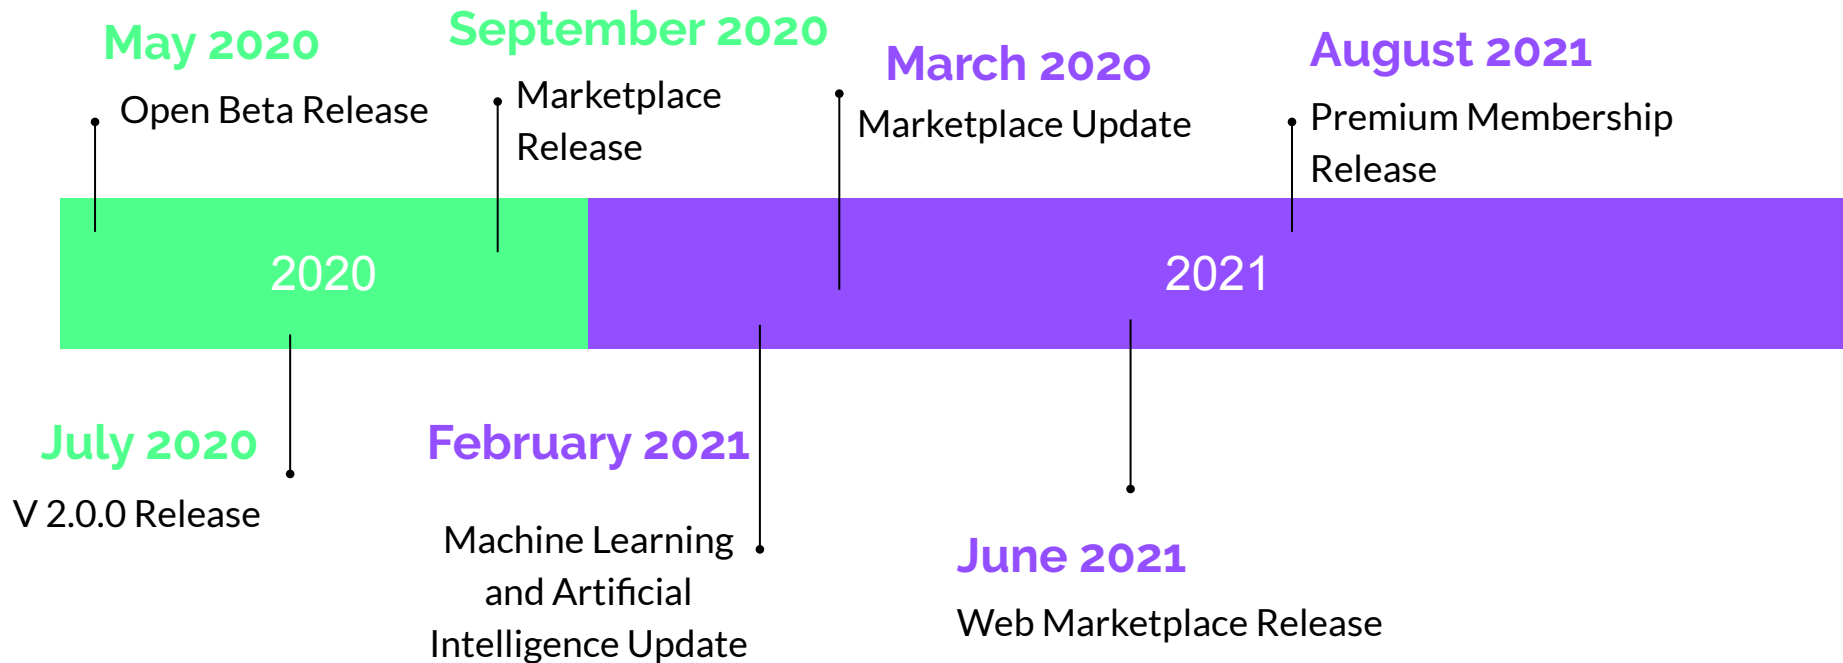 May 2020
Open Beta Release
September 2020
Marketplace
Release
March 2020
Marketplace Update
August 2021
Premium Membership
Release
2020
2021
July 2020
V 2.0.0 Release
February 2021
Machine Learning
and Artificial
Intelligence Update
June 2021
Web Marketplace Release